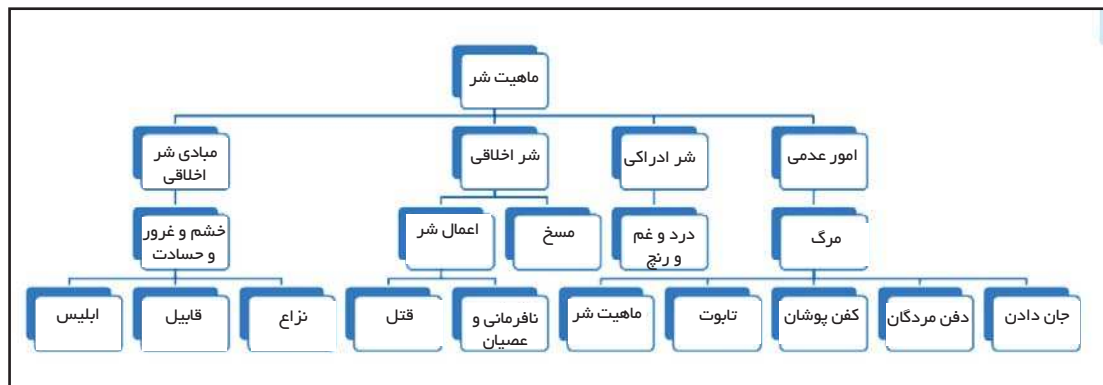 ماهیت شر
امور عدمی
شر ادراکی
شر اخلاقی
مبادی شر
اخلاقی
مرگ
درد و غم
و رنچ
مسخ
اعمال شر
خشم و غرور
و حسادت
جان دادن
دفن مردگان
کفن پوشان
تابوت
ماهیت شر
نافرمانی و
عصیان
قتل
نزاع
قابیل
ابلیس